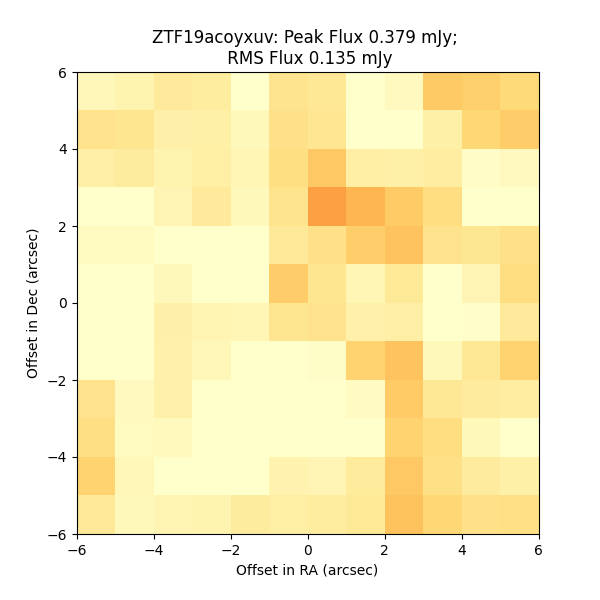 ZTF19acoyxuv: Peak Flux 0.379 mJy;
RMS Flux 0.135 mJy
6
4
2
0
−2
−4
−6
Offset in Dec (arcsec)
−6 −4 −2 0 2 4 6
Offset in RA (arcsec)